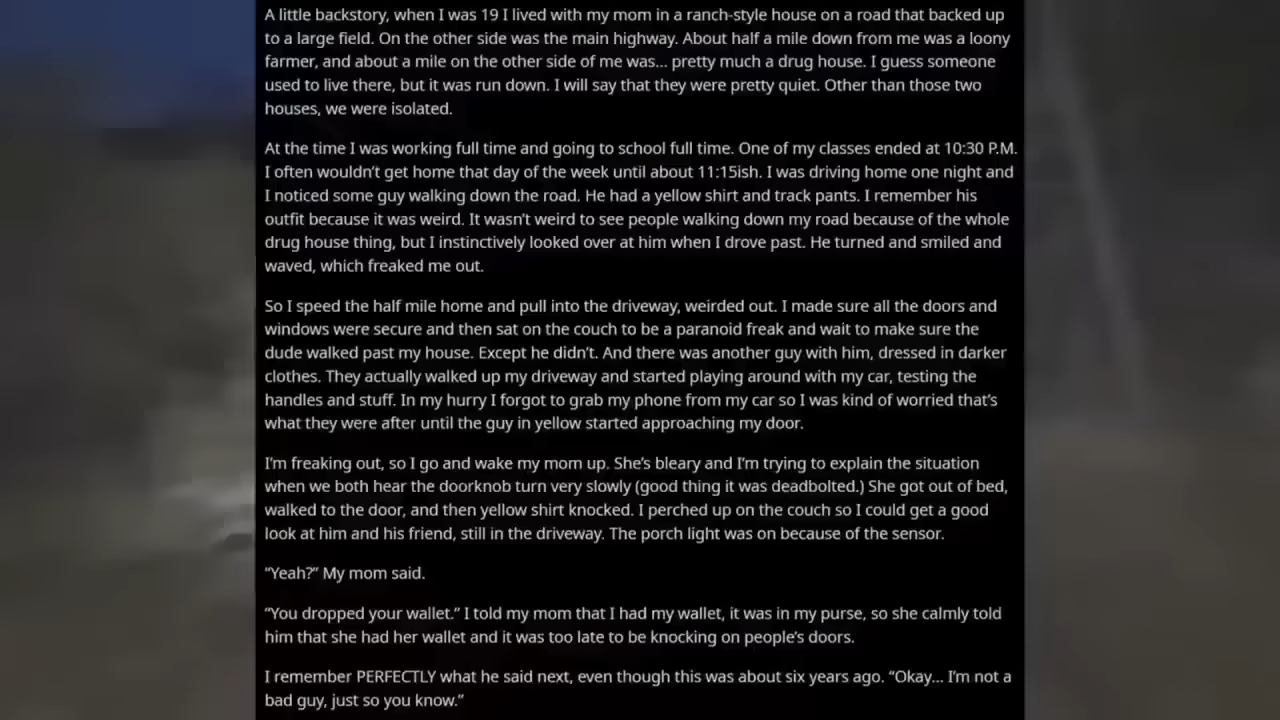 A little backstory, when I was 19 I lived with my mom in a ranch-style house on a road that backed up
to a large field. On the other side was the main highway. About half a mile down from me was a loony
farmer, and about a mile on the other side of me was... pretty much a drug house. I guess someone
used to live there, but it was run down. I will say that they were pretty quiet. Other than those two
houses, we were isolated.
At the time I was working full time and going to school full time. One of my classes ended at 10:30 P.M.
I often wouldn’t get home that day of the week until about 11:15ish. I was driving home one night and
I noticed some guy walking down the road. He had a yellow shirt and track pants. I remember his
outfit because it was weird. It wasn’t weird to see people walking down my road because of the whole
drug house thing, but I instinctively looked over at him when I drove past. He turned and smiled and
waved, which freaked me out.
So I speed the half mile home and pull into the driveway, weirded out. I made sure all the doors and
windows were secure and then sat on the couch to be a paranoid freak and wait to make sure the
dude walked past my house. Except he didn’t. And there was another guy with him, dressed in darker
clothes. They actually walked up my driveway and started playing around with my car, testing the
handles and stuff. In my hurry I forgot to grab my phone from my car so I was kind of worried that’s
what they were after until the guy in yellow started approaching my door.
I’m freaking out, so I go and wake my mom up. She’s bleary and I’m trying to explain the situation
when we both hear the doorknob turn very slowly (good thing it was deadbolted.) She got out of bed,
walked to the door, and then yellow shirt knocked. I perched up on the couch so I could get a good
look at him and his friend, still in the driveway. The porch light was on because of the sensor.
“Yeah?” My mom said.
“You dropped your wallet.” I told my mom that I had my wallet, it was in my purse, so she calmly told
him that she had her wallet and it was too late to be knocking on people’s doors.
I remember PERFECTLY what he said next, even though this was about six years ago. “Okay... I’m not a
bad guy, just so you know.”